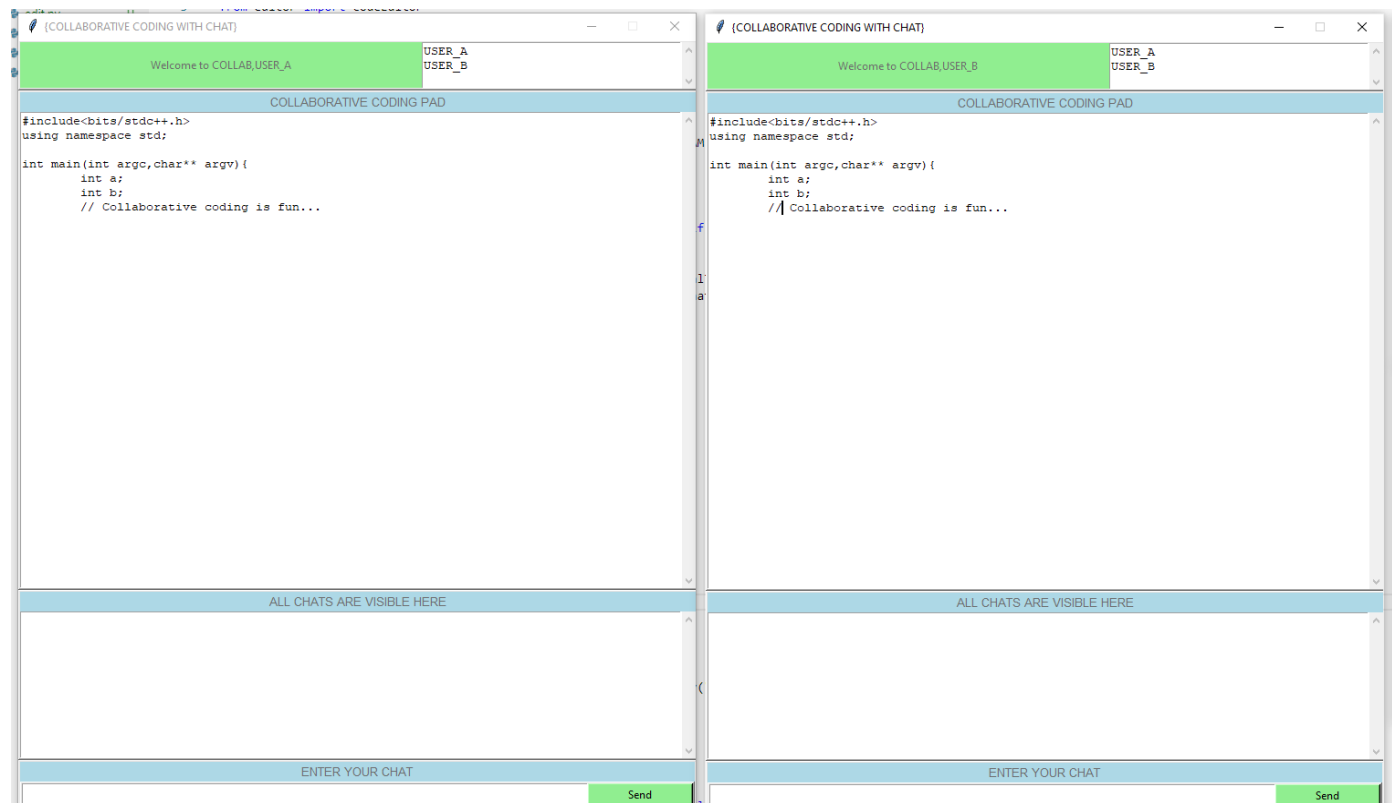 from editor import CodeEditor
{COLLABORATIVE CODING WITH CHAT}
Welcome to COLLAB,USER_A
USER_A
USER_B
COLLABORATIVE CODING PAD
#include<bits/stdc++.h>
using namespace std;
int main(int argc,char** argv){
int a;
int b;
// Collaborative coding is fun...
ALL CHATS ARE VISIBLE HERE
ENTER YOUR CHAT
Send
{COLLABORATIVE CODING WITH CHAT}
Welcome to COLLAB,USER_B
USER_A
USER_B
COLLABORATIVE CODING PAD
#include<bits/stdc++.h>
using namespace std;
int main(int argc,char** argv){
int a;
int b;
// Collaborative coding is fun...
ALL CHATS ARE VISIBLE HERE
ENTER YOUR CHAT
Send